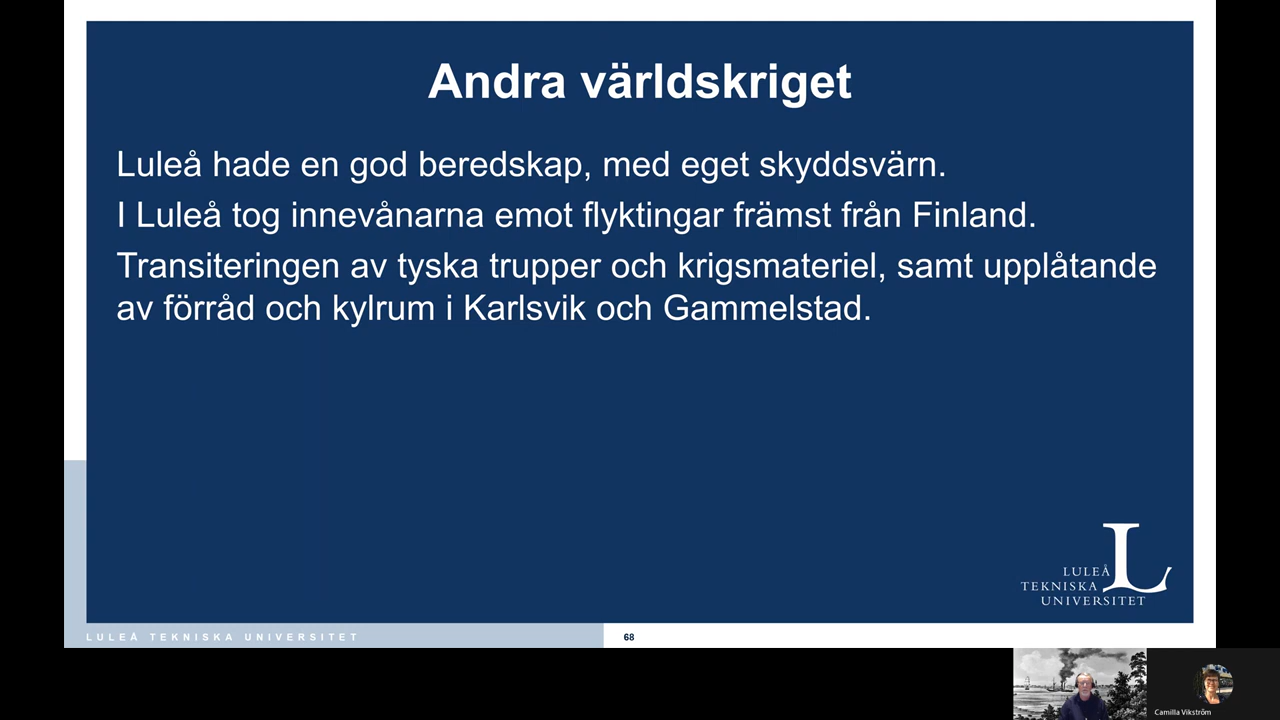 Andra världskriget
Luleå hade en god beredskap, med eget skyddsvärn.
I Luleå tog innevånarna emot flyktingar främst från Finland.
Transiteringen av tyska trupper och krigsmateriel, samt upplåtande
av förråd och kylrum i Karlsvik och Gammelstad.
LULEÅ
TEKNISKA
UNIVERSITET
L
LULEÅ TEKNISKA UNIVERSITET
68
Camilla Vikström